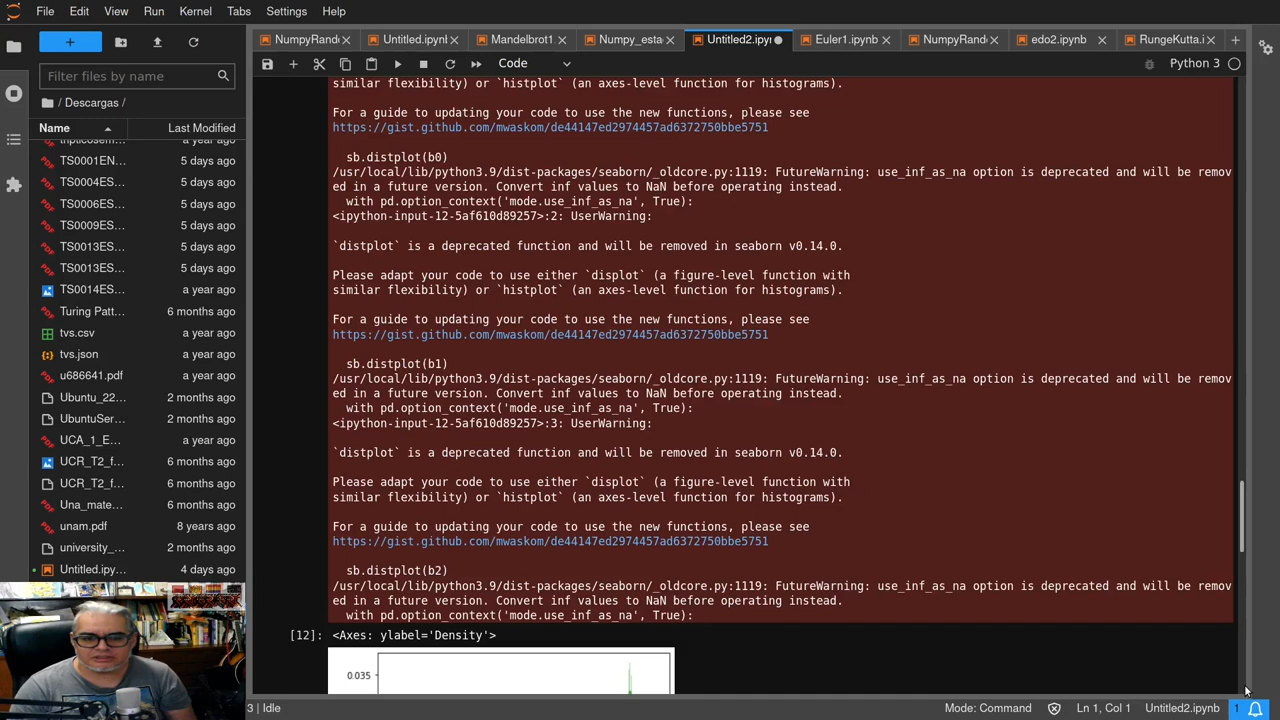 File Edit View Run Kernel Tabs Settings Help
NumpyRand Untitled.ipynb Mandelbrot1. Numpy_esta Untitled2.ipyn Euler1.ipynb NumpyRand edo2.ipynb RungeKutta.i
Code
Python 3
Filter files by name
/ Descargas /
Name Last Modified
TS0001EN... 5 days ago
TS0004ES... 5 days ago
TS0006ES... 5 days ago
TS0009ES... 5 days ago
TS0013ES... 5 days ago
TS0013ES... 5 days ago
TS0014ES... a year ago
Turing Patt... 6 months ago
tvs.csv a year ago
tvs.json a year ago
u686641.pdf a year ago
Ubuntu_22... 2 months ago
UbuntuSer... 2 months ago
UCA_1_E... a year ago
UCR_T2_f... 6 months ago
UCR_T2_f... 6 months ago
Una_mate... 6 months ago
unam.pdf 8 years ago
university_... 2 months ago
Untitled.ipy... 4 days ago
similar flexibility) or `histplot` (an axes-level function for histograms).
For a guide to updating your code to use the new functions, please see
https://gist.github.com/mwaskom/de44147ed2974457ad6372750bbe5751
sb.distplot(b0)
/usr/local/lib/python3.9/dist-packages/seaborn/_oldcore.py:1119: FutureWarning: use_inf_as_na option is deprecated and will be remov
ed in a future version. Convert inf values to NaN before operating instead.
with pd.option_context('mode.use_inf_as_na', True):
<ipython-input-12-5af610d89257>:2: UserWarning:
`distplot` is a deprecated function and will be removed in seaborn v0.14.0.
Please adapt your code to use either `displot` (a figure-level function with
similar flexibility) or `histplot` (an axes-level function for histograms).
For a guide to updating your code to use the new functions, please see
https://gist.github.com/mwaskom/de44147ed2974457ad6372750bbe5751
sb.distplot(b1)
/usr/local/lib/python3.9/dist-packages/seaborn/_oldcore.py:1119: FutureWarning: use_inf_as_na option is deprecated and will be remov
ed in a future version. Convert inf values to NaN before operating instead.
with pd.option_context('mode.use_inf_as_na', True):
<ipython-input-12-5af610d89257>:3: UserWarning:
`distplot` is a deprecated function and will be removed in seaborn v0.14.0.
Please adapt your code to use either `displot` (a figure-level function with
similar flexibility) or `histplot` (an axes-level function for histograms).
For a guide to updating your code to use the new functions, please see
https://gist.github.com/mwaskom/de44147ed2974457ad6372750bbe5751
sb.distplot(b2)
/usr/local/lib/python3.9/dist-packages/seaborn/_oldcore.py:1119: FutureWarning: use_inf_as_na option is deprecated and will be remov
ed in a future version. Convert inf values to NaN before operating instead.
with pd.option_context('mode.use_inf_as_na', True):
[12]: <Axes: ylabel='Density'>
0.035
3 | Idle Mode: Command Ln 1, Col 1 Untitled2.ipynb 1